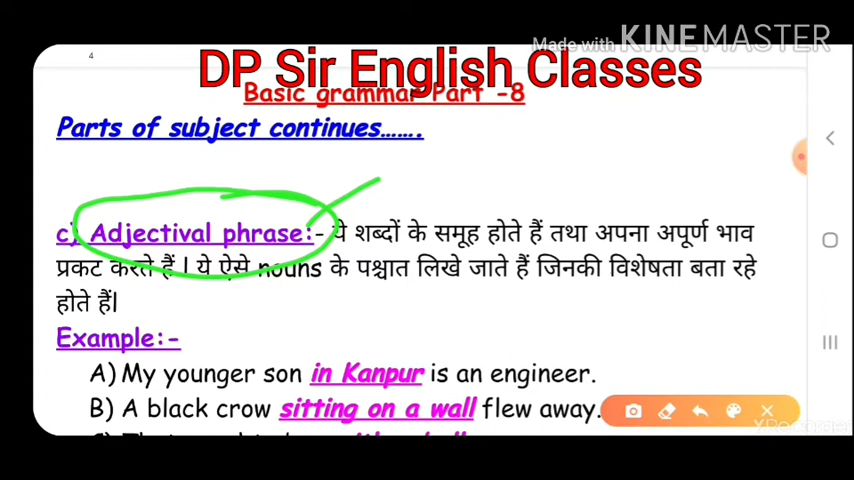 Made with KINEMASTER
4
DP Sir English Classes
Basic grammar Part -8
Parts of subject continues…….
c) Adjectival phrase:- ये शब्दों के समूह होते हैं तथा अपना अपूर्ण भाव
प्रकट करते हैं l ये ऐसे nouns के पश्चात लिखे जाते हैं जिनकी विशेषता बता रहे
होते हैंl
Example:-
A) My younger son in Kanpur is an engineer.
B) A black crow sitting on a wall flew away.